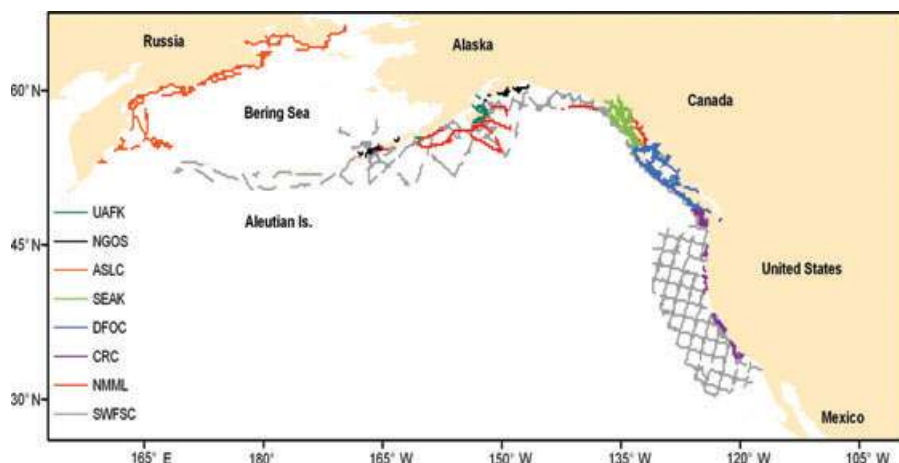 Russia
Alaska
60° N
Canada
Bering Sea
UAFK
Aleutian Is.
NGOS
45° N
ASLC
United States
SEAK
DFOC
CRC
NMML
30° N
SWFSC
Mexico
165° E
180°
165° W
150° W
135° W
120° W
105° W